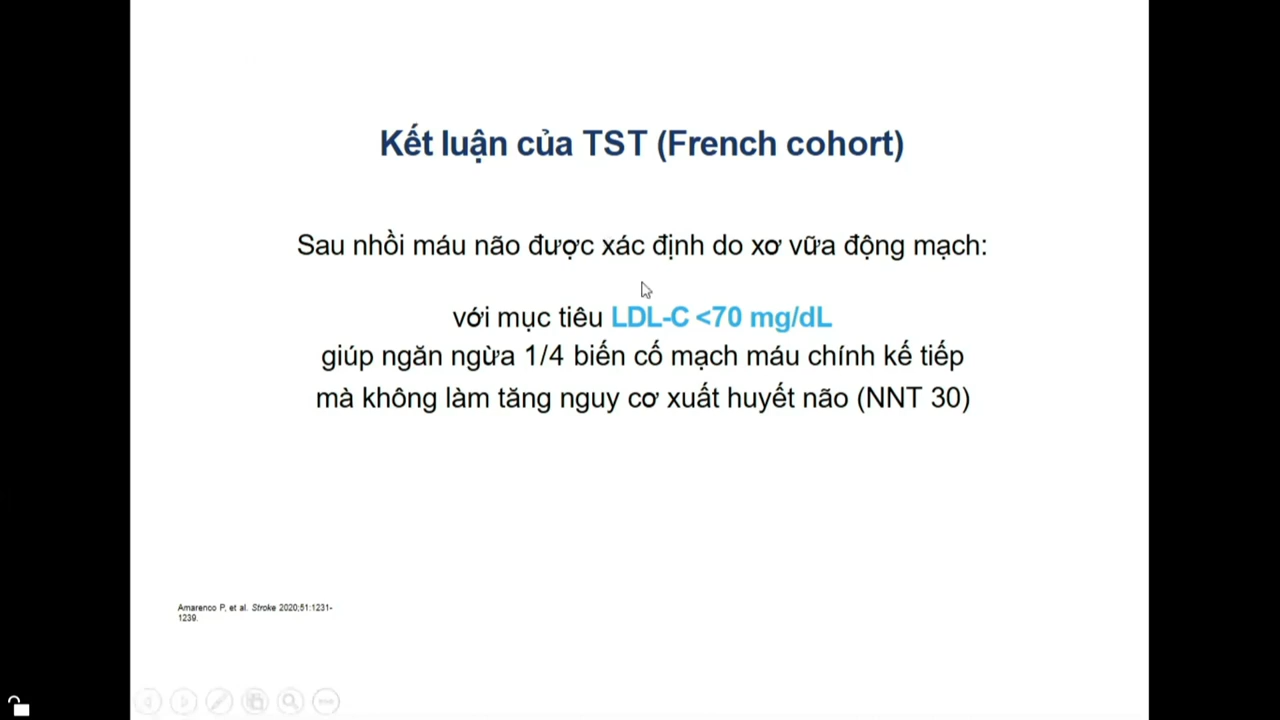 Kết luận của TST (French cohort)
Sau nhồi máu não được xác định do xơ vữa động mạch:
với mục tiêu LDL-C <70 mg/dL
giúp ngăn ngừa 1/4 biến cố mạch máu chính kế tiếp
mà không làm tăng nguy cơ xuất huyết não (NNT 30)
Amarenco P, et al. Stroke 2020;51:1231-
1239.